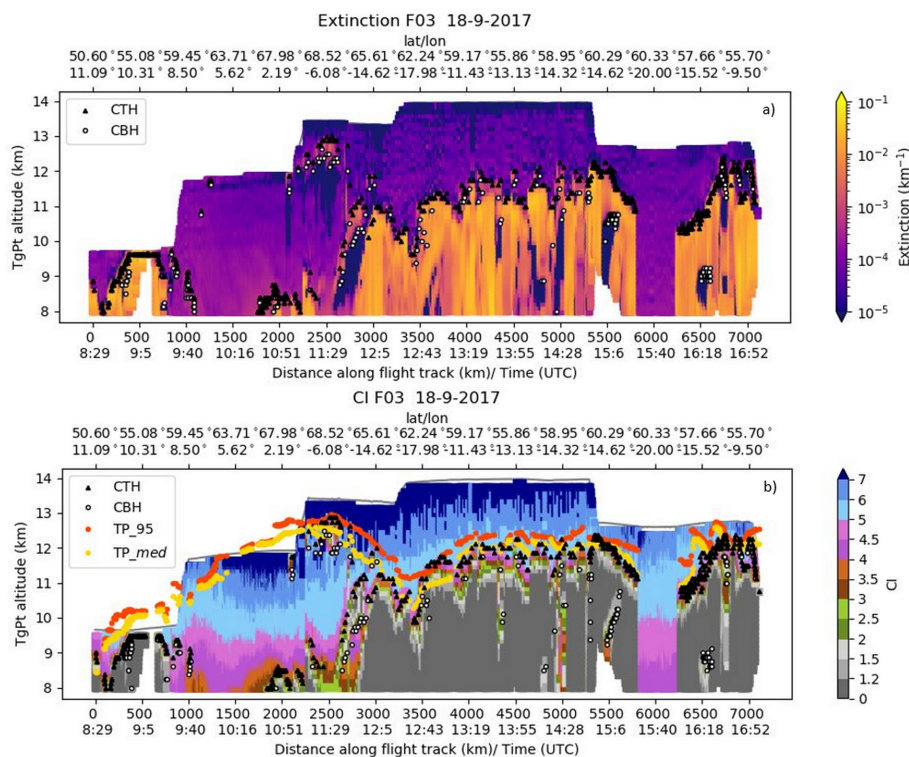 Extinction F03 18-9-2017
lat/lon
50.60 ° 55.08 ° 59.45 ° 63.71 ° 67.98 ° 68.52 ° 65.61 ° 62.24 ° 59.17 ° 55.86 ° 58.95 ° 60.29 ° 60.33 ° 57.66 ° 55.70 °
11.09 ° 10.31 ° 8.50 ° 5.62 ° 2.19 ° -6.08 ° -14.62 ° -17.98 ° -11.43 ° -13.13 ° -14.32 ° -14.62 ° -20.00 ° -15.52 ° -9.50 °
14
13
12
11
10
9
8
TgPt altitude (km)
CTH
CBH
a)
0 500 1000 1500 2000 2500 3000 3500 4000 4500 5000 5500 6000 6500 7000
8:29 9:5 9:40 10:16 10:51 11:29 12:5 12:43 13:19 13:55 14:28 15:6 15:40 16:18 16:52
Distance along flight track (km)/ Time (UTC)
10⁻¹
10⁻²
10⁻³
10⁻⁴
10⁻⁵
Extinction (km⁻¹)
CI F03 18-9-2017
lat/lon
50.60 ° 55.08 ° 59.45 ° 63.71 ° 67.98 ° 68.52 ° 65.61 ° 62.24 ° 59.17 ° 55.86 ° 58.95 ° 60.29 ° 60.33 ° 57.66 ° 55.70 °
11.09 ° 10.31 ° 8.50 ° 5.62 ° 2.19 ° -6.08 ° -14.62 ° -17.98 ° -11.43 ° -13.13 ° -14.32 ° -14.62 ° -20.00 ° -15.52 ° -9.50 °
14
13
12
11
10
9
8
TgPt altitude (km)
CTH
CBH
TP_95
TP_med
b)
0 500 1000 1500 2000 2500 3000 3500 4000 4500 5000 5500 6000 6500 7000
8:29 9:5 9:40 10:16 10:51 11:29 12:5 12:43 13:19 13:55 14:28 15:6 15:40 16:18 16:52
Distance along flight track (km)/ Time (UTC)
7
6
5
4.5
4
3.5
3
2.5
2
1.5
1.2
0
CI